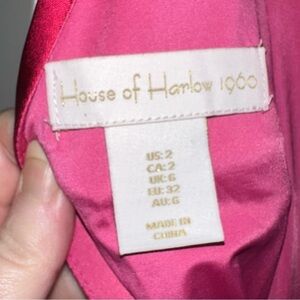 House of Harlow 1960
US: 2
CA: 2
UK: 6
EU: 32
AU: 6
MADE IN
CHINA